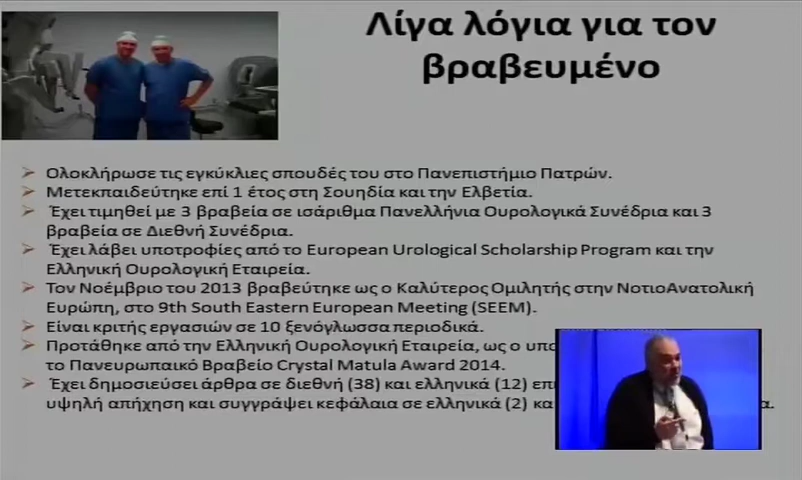 Λίγα λόγια για τον
βραβευμένο
Ολοκλήρωσε τις εγκύκλιες σπουδές του στο Πανεπιστήμιο Πατρών.
Μετεκπαιδεύτηκε επί 1 έτος στη Σουηδία και την Ελβετία.
Έχει τιμηθεί με 3 βραβεία σε ισάριθμα Πανελλήνια Ουρολογικά Συνέδρια και 3
βραβεία σε Διεθνή Συνέδρια.
Έχει λάβει υποτροφίες από το European Urological Scholarship Program και την
Ελληνική Ουρολογική Εταιρεία.
Τον Νοέμβριο του 2013 βραβεύτηκε ως ο Καλύτερος Ομιλητής στην ΝοτιοΑνατολική
Ευρώπη, στο 9th South Eastern European Meeting (SEEM).
Είναι κριτής εργασιών σε 10 ξενόγλωσσα περιοδικά.
Προτάθηκε από την Ελληνική Ουρολογική Εταιρεία, ως ο
το Πανευρωπαικό Βραβείο Crystal Matula Award 2014.
Έχει δημοσιεύσει άρθρα σε διεθνή (38) και ελληνικά (12)
υψηλή απήχηση και συγγράψει κεφάλαια σε ελληνικά (2)